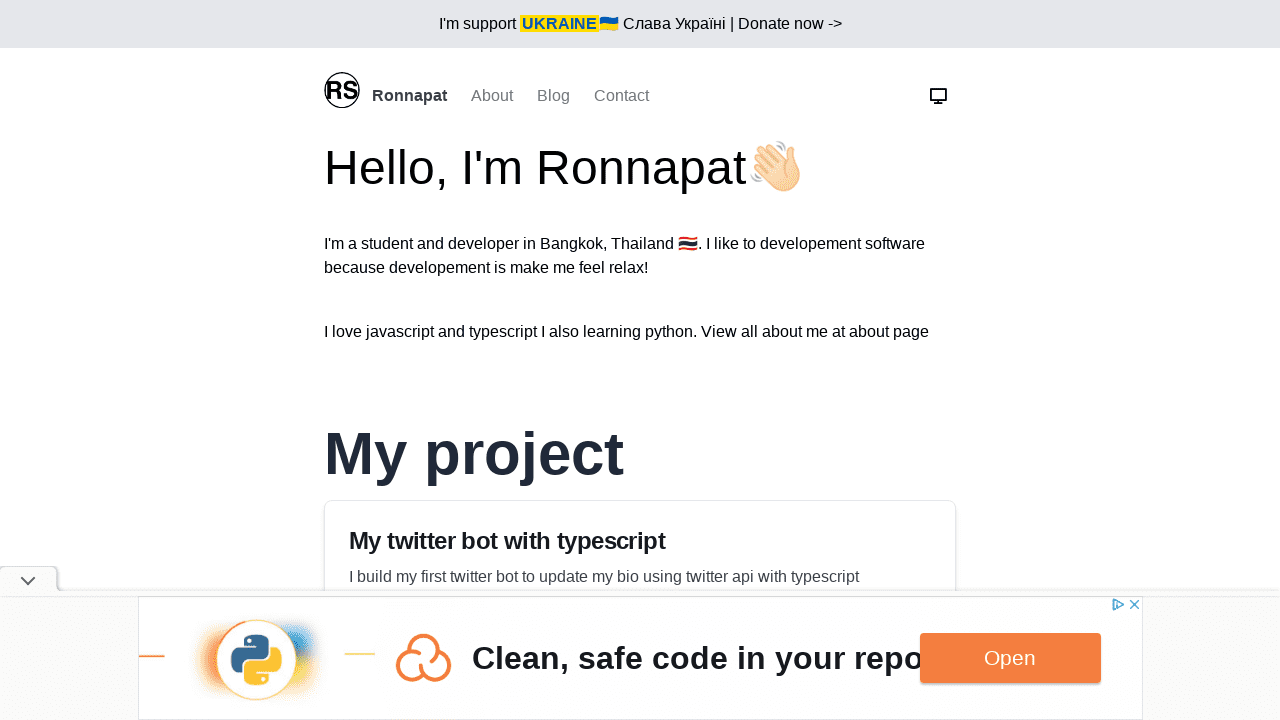 I'm support UKRAINE🇺🇦 Слава Україні | Donate now ->
RS Ronnapat About Blog Contact
Hello, I'm Ronnapat👋🏻
I'm a student and developer in Bangkok, Thailand 🇹🇭. I like to developement software
because developement is make me feel relax!
I love javascript and typescript I also learning python. View all about me at about page
My project
My twitter bot with typescript
I build my first twitter bot to update my bio using twitter api with typescript
Clean, safe code in your repo
Open